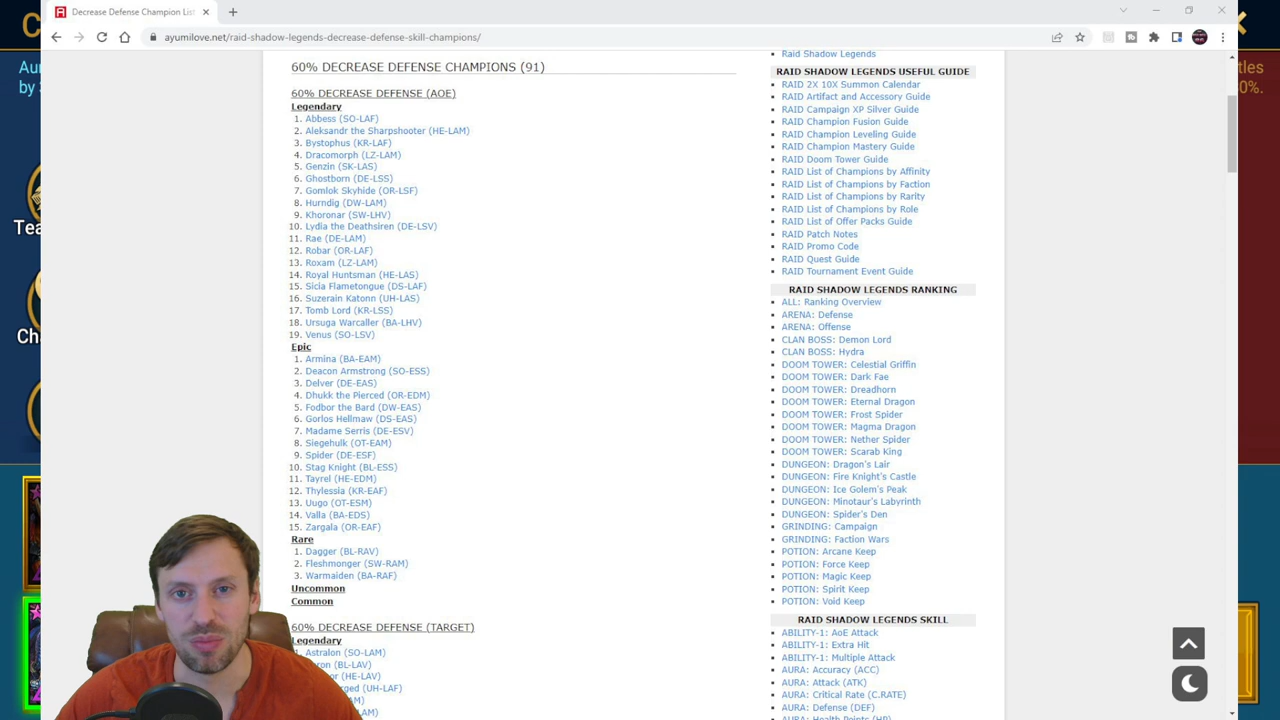 Decrease Defense Champion List
ayumilove.net/raid-shadow-legends-decrease-defense-skill-champions/
60% DECREASE DEFENSE CHAMPIONS (91)
60% DECREASE DEFENSE (AOE)
Legendary
1. Abbess (SO-LAF)
2. Aleksandr the Sharpshooter (HE-LAM)
3. Bystophus (KR-LAF)
4. Dracomorph (LZ-LAM)
5. Genzin (SK-LAS)
6. Ghostborn (DE-LSS)
7. Gomlok Skyhide (OR-LSF)
8. Hurndig (DW-LAM)
9. Khoronar (SW-LHV)
10. Lydia the Deathsiren (DE-LSV)
11. Rae (DE-LAM)
12. Robar (OR-LAF)
13. Roxam (LZ-LAM)
14. Royal Huntsman (HE-LAS)
15. Sicia Flametongue (DS-LAF)
16. Suzerain Katonn (UH-LAS)
17. Tomb Lord (KR-LSS)
18. Ursuga Warcaller (BA-LHV)
19. Venus (SO-LSV)
Epic
1. Armina (BA-EAM)
2. Deacon Armstrong (SO-ESS)
3. Delver (DE-EAS)
4. Dhukk the Pierced (OR-EDM)
5. Fodbor the Bard (DW-EAS)
6. Gorlos Hellmaw (DS-EAS)
7. Madame Serris (DE-ESV)
8. Siegehulk (OT-EAM)
9. Spider (DE-ESF)
10. Stag Knight (BL-ESS)
11. Tayrel (HE-EDM)
12. Thylessia (KR-EAF)
13. Uugo (OT-ESM)
14. Valla (BA-EDS)
15. Zargala (OR-EAF)
Rare
1. Dagger (BL-RAV)
2. Fleshmonger (SW-RAM)
3. Warmaiden (BA-RAF)
Uncommon
Common
60% DECREASE DEFENSE (TARGET)
Legendary
Astralon (SO-LAM)
(BL-LAV)
(HE-LAV)
(UH-LAF)
Raid Shadow Legends
RAID SHADOW LEGENDS USEFUL GUIDE
RAID 2X 10X Summon Calendar
RAID Artifact and Accessory Guide
RAID Campaign XP Silver Guide
RAID Champion Fusion Guide
RAID Champion Leveling Guide
RAID Champion Mastery Guide
RAID Doom Tower Guide
RAID List of Champions by Affinity
RAID List of Champions by Faction
RAID List of Champions by Rarity
RAID List of Champions by Role
RAID List of Offer Packs Guide
RAID Patch Notes
RAID Promo Code
RAID Quest Guide
RAID Tournament Event Guide
RAID SHADOW LEGENDS RANKING
ALL: Ranking Overview
ARENA: Defense
ARENA: Offense
CLAN BOSS: Demon Lord
CLAN BOSS: Hydra
DOOM TOWER: Celestial Griffin
DOOM TOWER: Dark Fae
DOOM TOWER: Dreadhorn
DOOM TOWER: Eternal Dragon
DOOM TOWER: Frost Spider
DOOM TOWER: Magma Dragon
DOOM TOWER: Nether Spider
DOOM TOWER: Scarab King
DUNGEON: Dragon's Lair
DUNGEON: Fire Knight's Castle
DUNGEON: Ice Golem's Peak
DUNGEON: Minotaur's Labyrinth
DUNGEON: Spider's Den
GRINDING: Campaign
GRINDING: Faction Wars
POTION: Arcane Keep
POTION: Force Keep
POTION: Magic Keep
POTION: Spirit Keep
POTION: Void Keep
RAID SHADOW LEGENDS SKILL
ABILITY-1: AoE Attack
ABILITY-1: Extra Hit
ABILITY-1: Multiple Attack
AURA: Accuracy (ACC)
AURA: Attack (ATK)
AURA: Critical Rate (C.RATE)
AURA: Defense (DEF)
AURA: Health Points (HP)